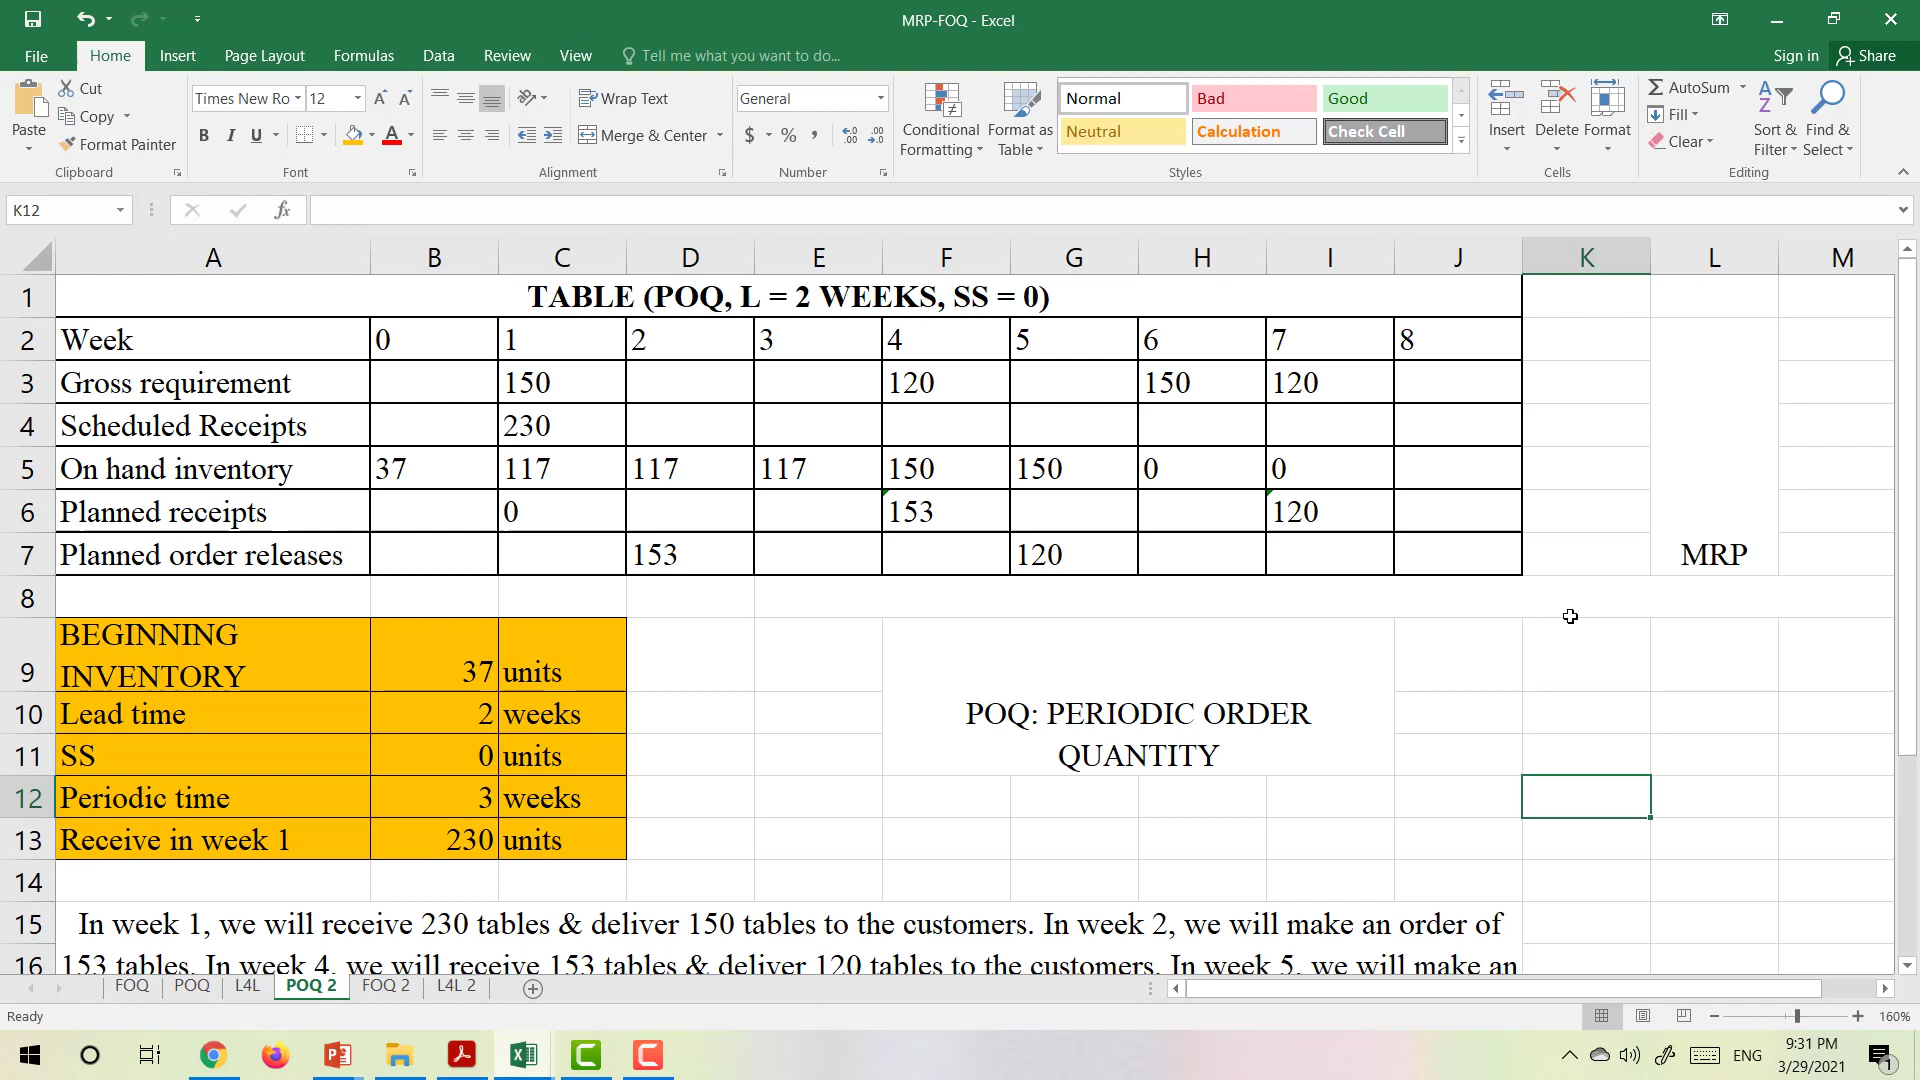 MRP-FOQ - Excel
File Home Insert Page Layout Formulas Data Review View Tell me what you want to do... Sign in Share
Paste Cut Copy Format Painter Clipboard
Times New Ro 12 B I U A A Font
Wrap Text Merge & Center Alignment
General $ % , Number
Conditional Formatting Format as Table
Normal Bad Good
Neutral Calculation Check Cell
Styles
Insert Delete Format Cells
AutoSum Fill Clear Sort & Filter Find & Select Editing
K12 fx
A B C D E F G H I J K L M
1 TABLE (POQ, L = 2 WEEKS, SS = 0)
2 Week 0 1 2 3 4 5 6 7 8
3 Gross requirement 150 120 150 120
4 Scheduled Receipts 230
5 On hand inventory 37 117 117 117 150 150 0 0
6 Planned receipts 0 153 120
7 Planned order releases 153 120 MRP
8
9 BEGINNING INVENTORY 37 units
10 Lead time 2 weeks POQ: PERIODIC ORDER
11 SS 0 units QUANTITY
12 Periodic time 3 weeks
13 Receive in week 1 230 units
14
15 In week 1, we will receive 230 tables & deliver 150 tables to the customers. In week 2, we will make an order of
16 153 tables. In week 4, we will receive 153 tables & deliver 120 tables to the customers. In week 5, we will make an
FOQ POQ L4L POQ 2 FOQ 2 L4L 2
Ready 160%
ENG 9:31 PM
3/29/2021 1